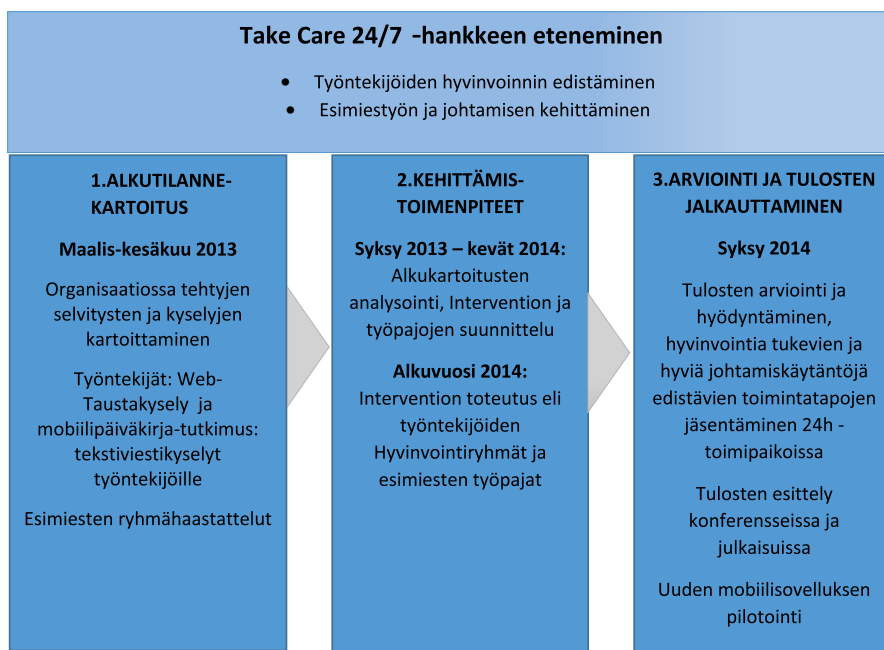 Take Care 24/7 -hankkeen eteneminen
• Työntekijöiden hyvinvoinnin edistäminen
• Esimiestyön ja johtamisen kehittäminen
1.ALKUTILANNE-
KARTOITUS
Maalis-kesäkuu 2013
Organisaatiossa tehtyjen
selvitysten ja kyselyjen
kartoittaminen
Työntekijät: Web-
Taustakysely ja
mobiilipäiväkirja-tutkimus:
tekstiviestikyselyt
työntekijöille
Esimiesten ryhmähaastattelut
2.KEHITTÄMIS-
TOIMENPITEET
Syksy 2013 – kevät 2014:
Alkukartoitusten
analysointi, Intervention ja
työpajojen suunnittelu
Alkuvuosi 2014:
Intervention toteutus eli
työntekijöiden
Hyvinvointiryhmät ja
esimiesten työpajat
3.ARVIOINTI JA TULOSTEN
JALKAUTTAMINEN
Syksy 2014
Tulosten arviointi ja
hyödyntäminen,
hyvinvointia tukevien ja
hyviä johtamiskäytäntöjä
edistävien toimintatapojen
jäsentäminen 24h -
toimipaikoissa
Tulosten esittely
konferensseissa ja
julkaisuissa
Uuden mobiilisovelluksen
pilotointi